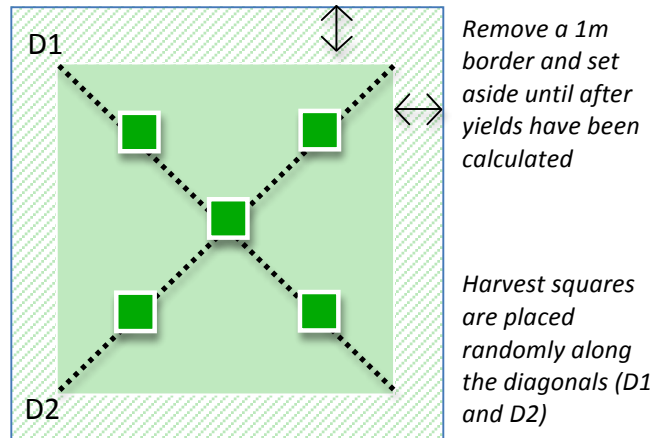 D1
Remove a 1m
border and set
aside until after
yields have been
calculated
Harvest squares
are placed
randomly along
the diagonals (D1
and D2)
D2